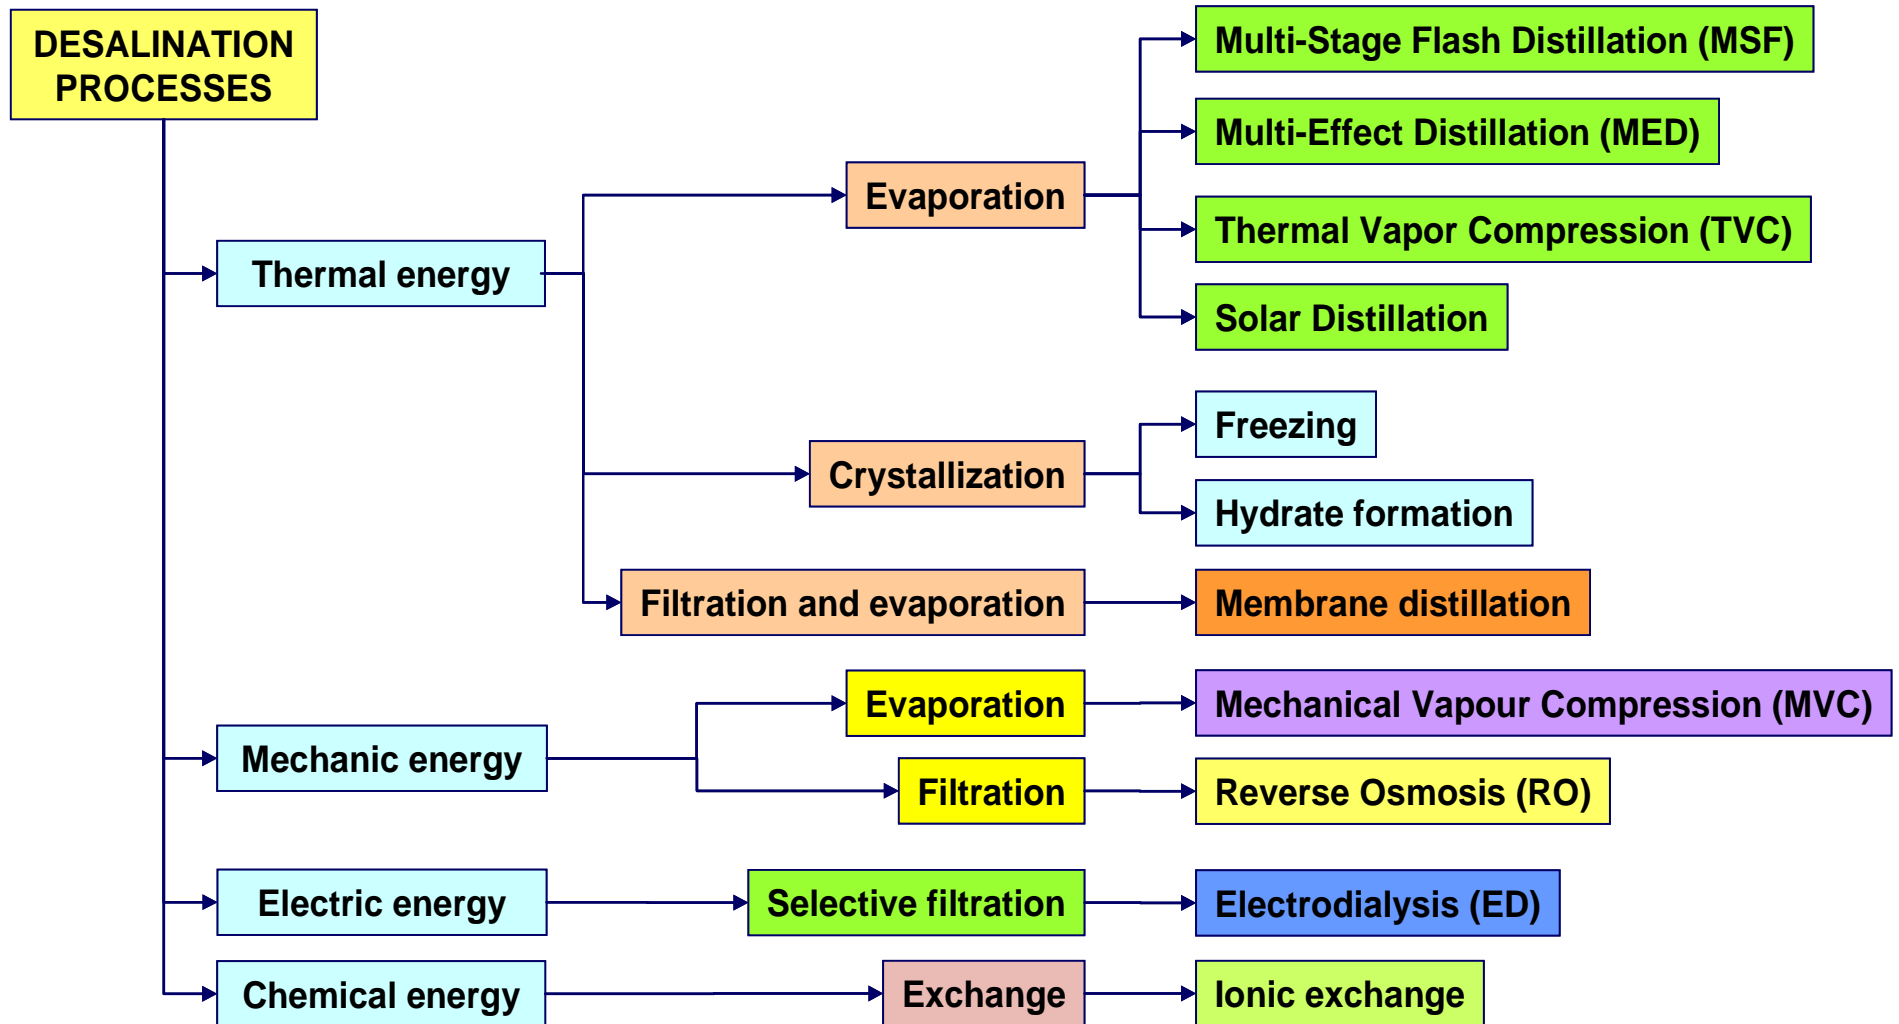 DESALINATION
PROCESSES
Thermal energy
Evaporation
Multi-Stage Flash Distillation (MSF)
Multi-Effect Distillation (MED)
Thermal Vapor Compression (TVC)
Solar Distillation
Crystallization
Freezing
Hydrate formation
Filtration and evaporation
Membrane distillation
Mechanic energy
Evaporation
Mechanical Vapour Compression (MVC)
Filtration
Reverse Osmosis (RO)
Electric energy
Selective filtration
Electrodialysis (ED)
Chemical energy
Exchange
Ionic exchange